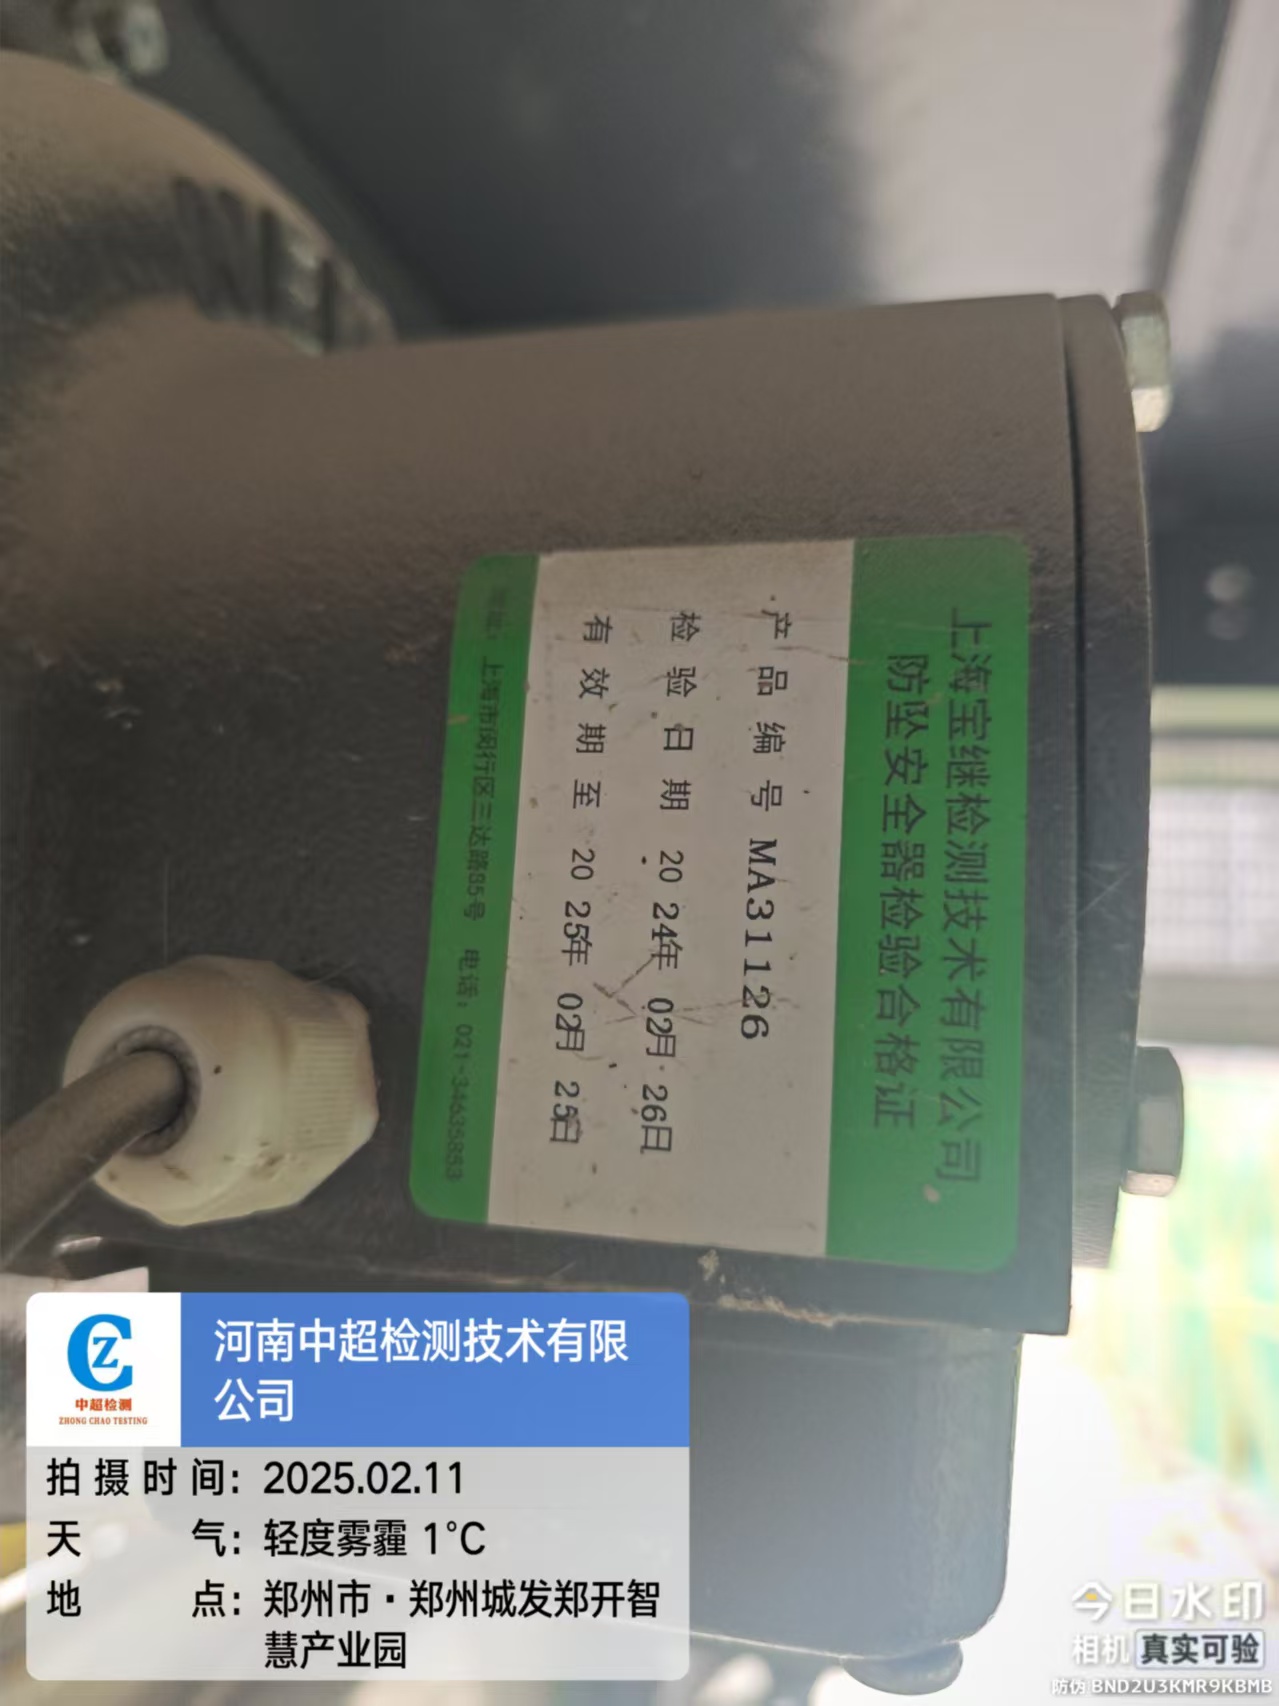 上海宝继检测技术有限公司
防坠安全器检验合格证
产品编号 MA31126
检验日期 2024年 02月 26日
有效期至 2025年 02月 25日
上海市闵行区三达路85号 电话：021-34635853
CZ
中超检测
ZHONG CHAO TESTING
河南中超检测技术有限
公司
拍摄时间：2025.02.11
天气：轻度雾霾 1℃
地点：郑州市·郑州城发郑开智
慧产业园
今日水印
相机 真实可验
防伪 BND2U3KMR9KBMB